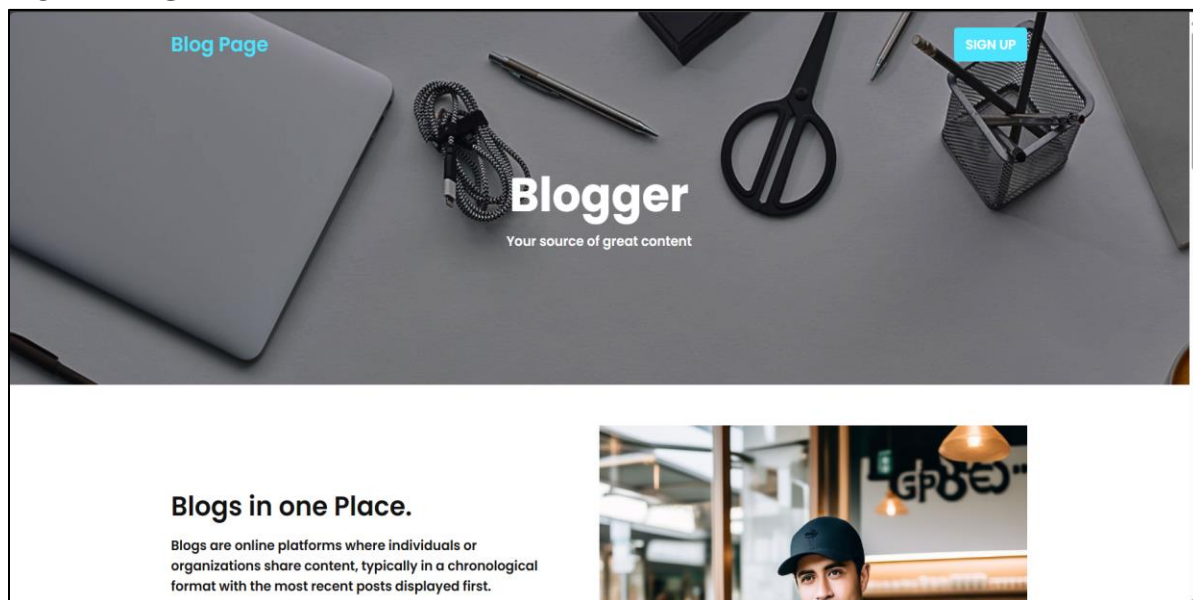 Blog Page
SIGN UP
Blogger
Your source of great content
Blogs in one Place.
Blogs are online platforms where individuals or
organizations share content, typically in a chronological
format with the most recent posts displayed first.